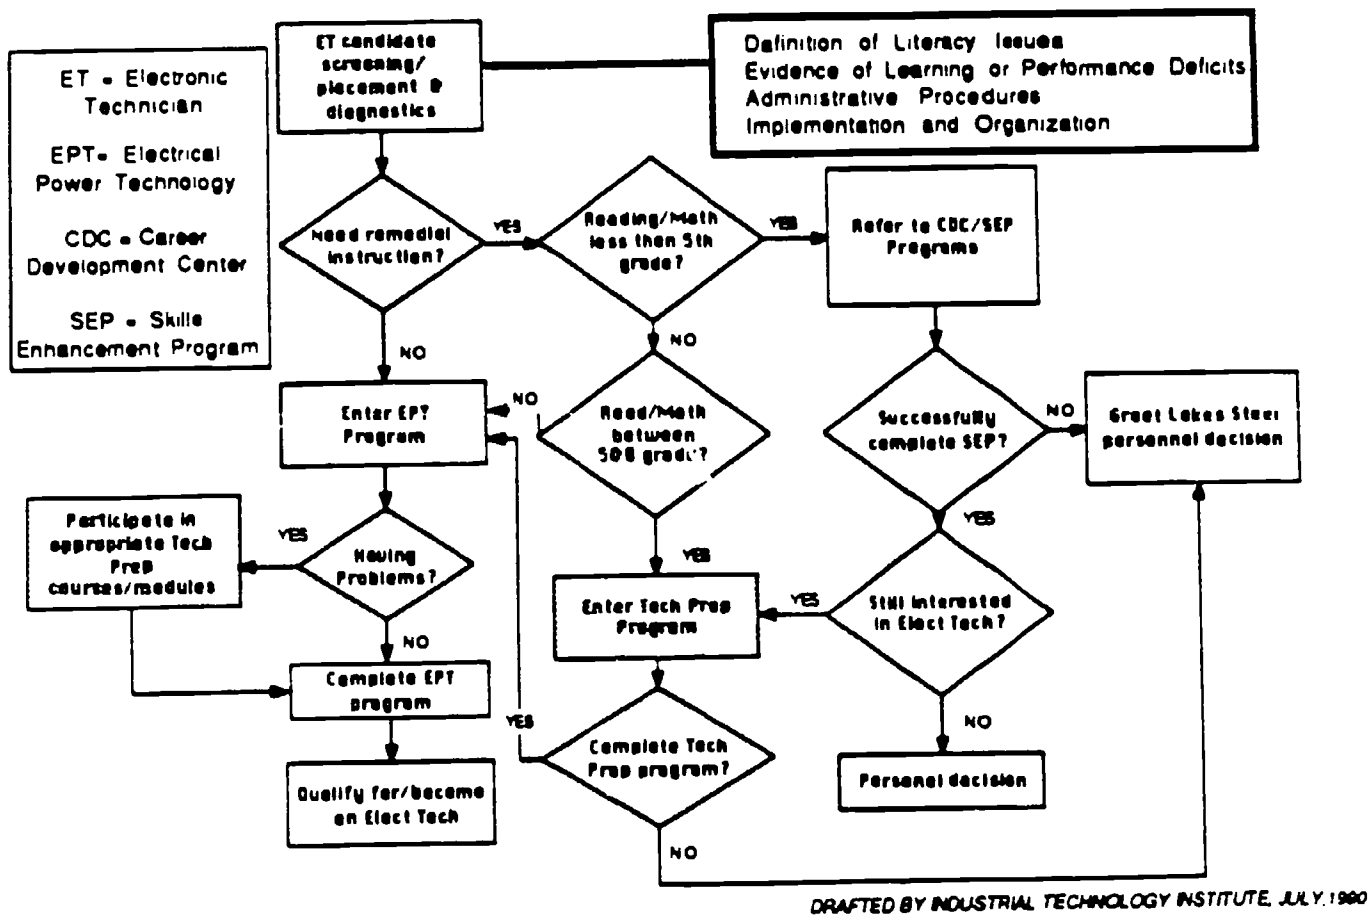 ET candidate
screening/
placement &
diagnostics
Definition of Literacy Issues
Evidence of Learning or Performance Deficits
Administrative Procedures
Implementation and Organization
ET = Electronic
Technician
EPT= Electrical
Power Technology
CDC = Career
Development Center
SEP = Skills
Enhancement Program
Need remedial
instruction?
YES
Reading/Math
less then 5th
grade?
YES
Refer to CDC/SEP
Programs
NO
NO
Enter EPT
Program
NO
Read/Math
between
grade?
Successfully
complete SEP?
NO
Great Lakes Steel
personnel decision
Participate in
appropriate Tech
Prep
courses/modules
YES
Having
Problems?
YES
YES
Enter Tech Prep
Program
YES
Still interested
in Elect Tech?
NO
Complete EPT
program
YES
Complete Tech
Prep program?
NO
Personal decision
Qualify for/become
an Elect Tech
NO
DRAFTED BY INDUSTRIAL TECHNOLOGY INSTITUTE, JULY, 1990